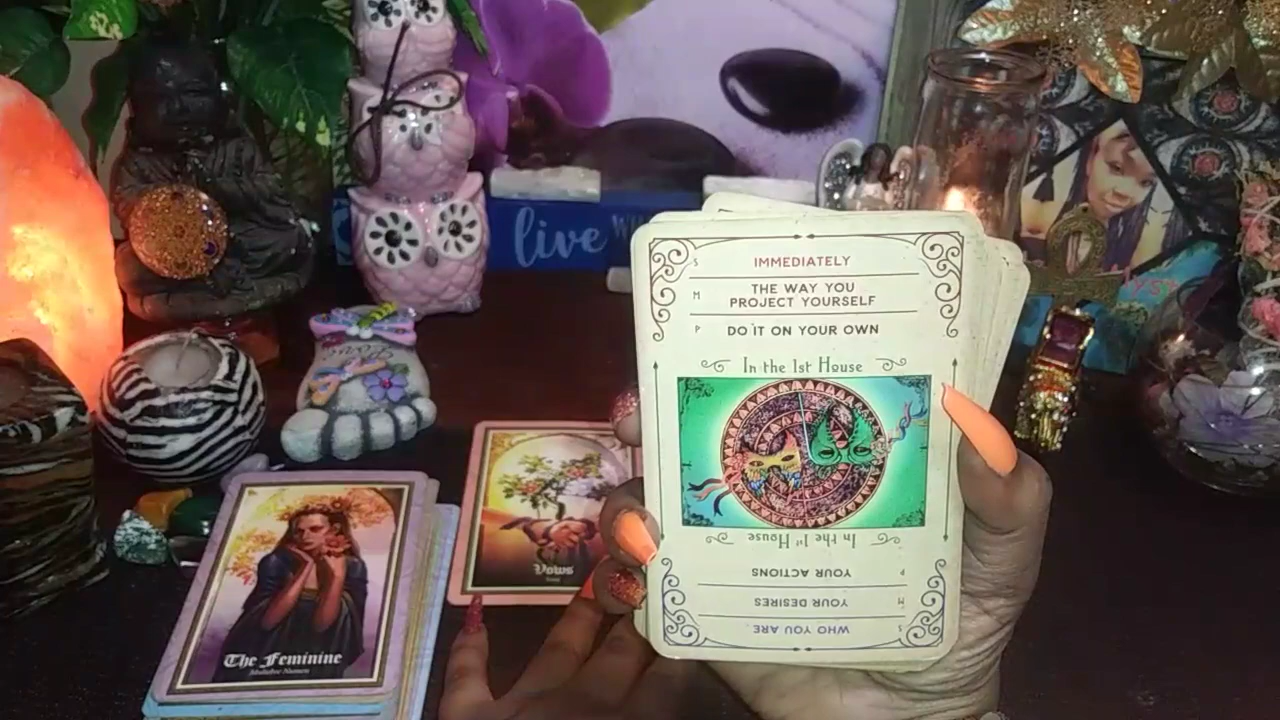 live
S IMMEDIATELY
M THE WAY YOU
PROJECT YOURSELF
P DO IT ON YOUR OWN
In the 1st House
In the 1st House
P YOUR ACTIONS
M YOUR DESIRES
S WHO YOU ARE
Vows
The Feminine